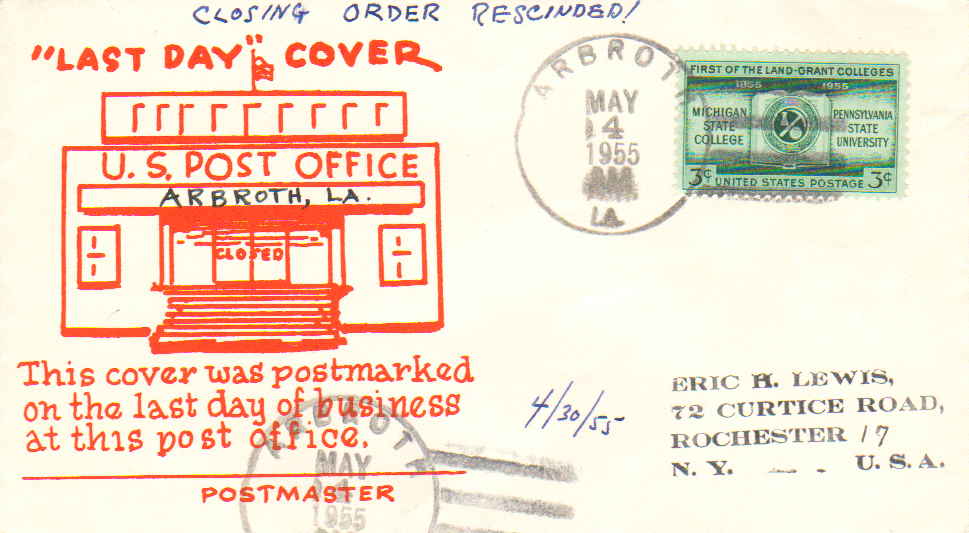 CLOSING ORDER RESCINDED!
"LAST DAY" COVER
U.S. POST OFFICE
ARBROTH, LA.
CLOSED
This cover was postmarked
on the last day of business
at this post office.
POSTMASTER
ARBROTH
MAY
14
1955
LA.
FIRST OF THE LAND-GRANT COLLEGES
1855 1955
MICHIGAN
STATE
COLLEGE
PENNSYLVANIA
STATE
UNIVERSITY
3¢ UNITED STATES POSTAGE 3¢
4/30/55
ERIC H. LEWIS,
72 CURTICE ROAD,
ROCHESTER 17
N. Y. U. S. A.
ARBROTH
MAY
14
1955